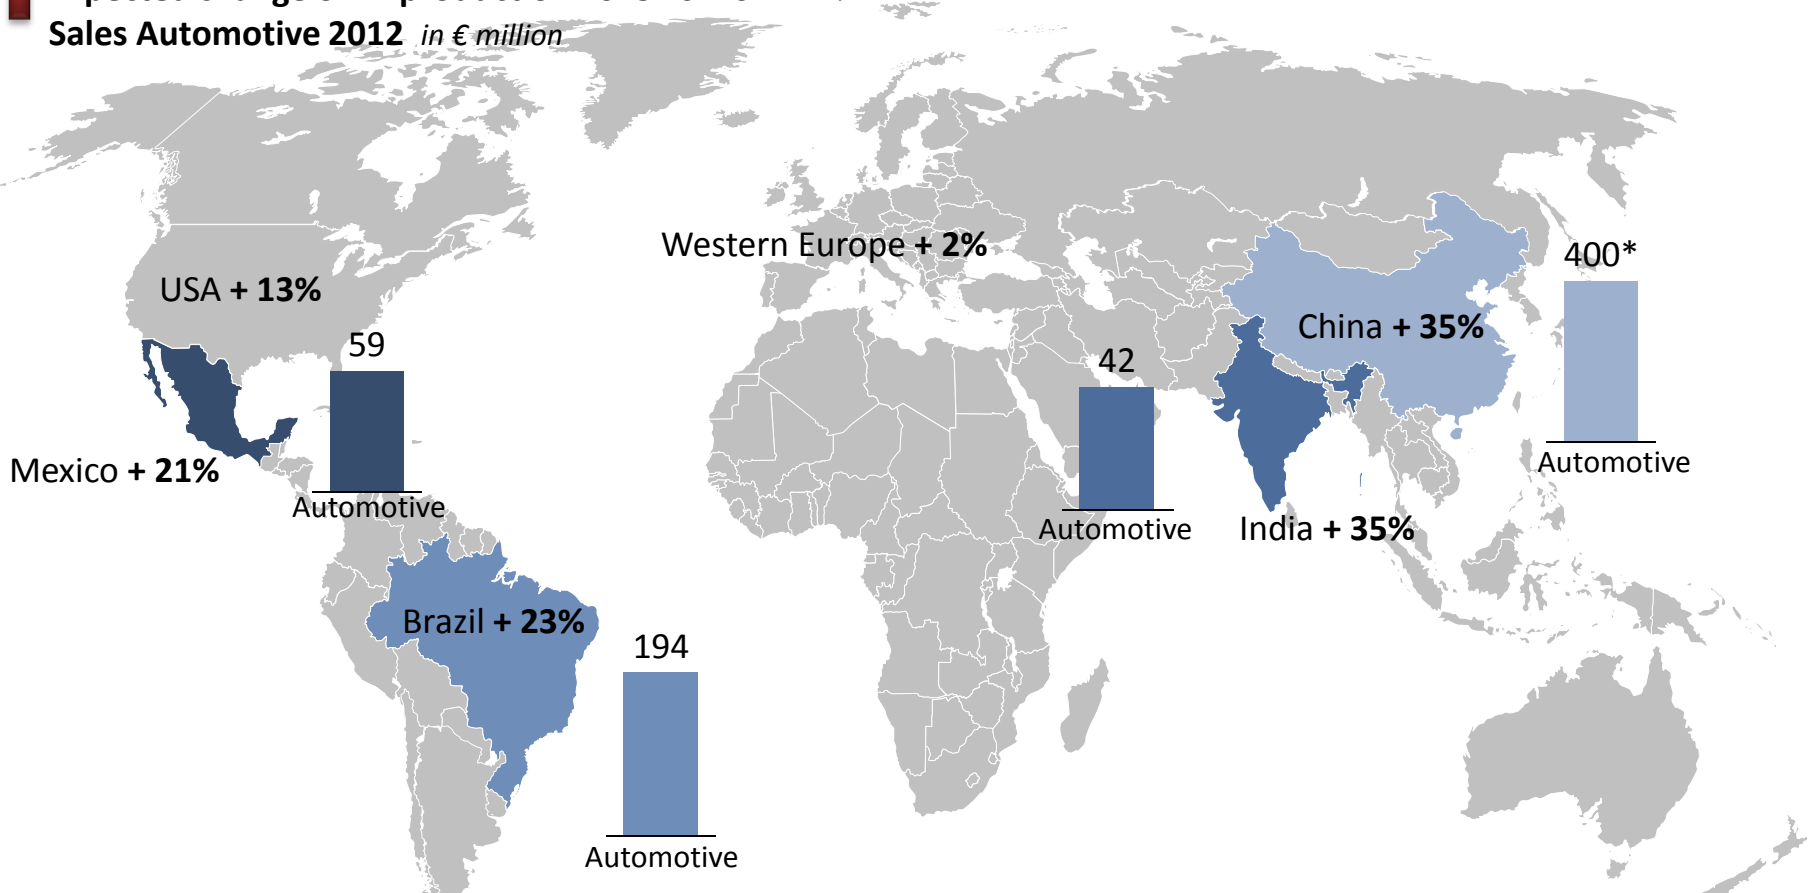 Sales Automotive 2012 in € million
Western Europe + 2%
400*
USA + 13%
China + 35%
59
42
Automotive
Mexico + 21%
Automotive
Automotive
India + 35%
Brazil + 23%
194
Automotive